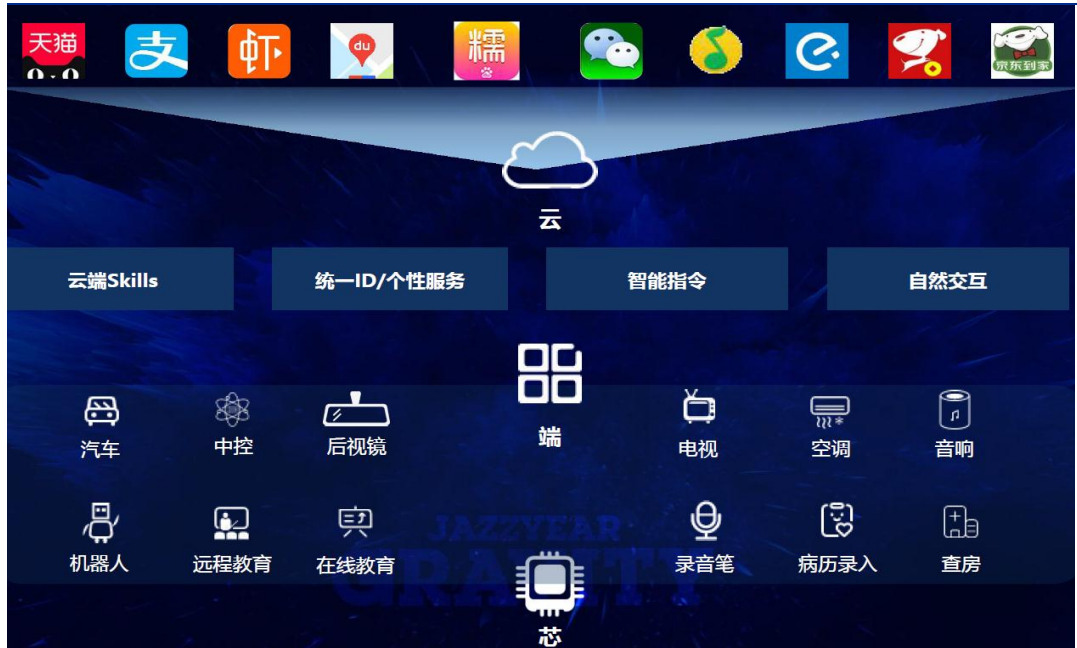 天猫
支
虾
du
糯
京东到家
云
云端Skills
统一ID/个性服务
智能指令
自然交互
端
汽车
中控
后视镜
电视
空调
音响
机器人
远程教育
在线教育
录音笔
病历录入
查房
JAZZYEAR
GRAVITY
芯